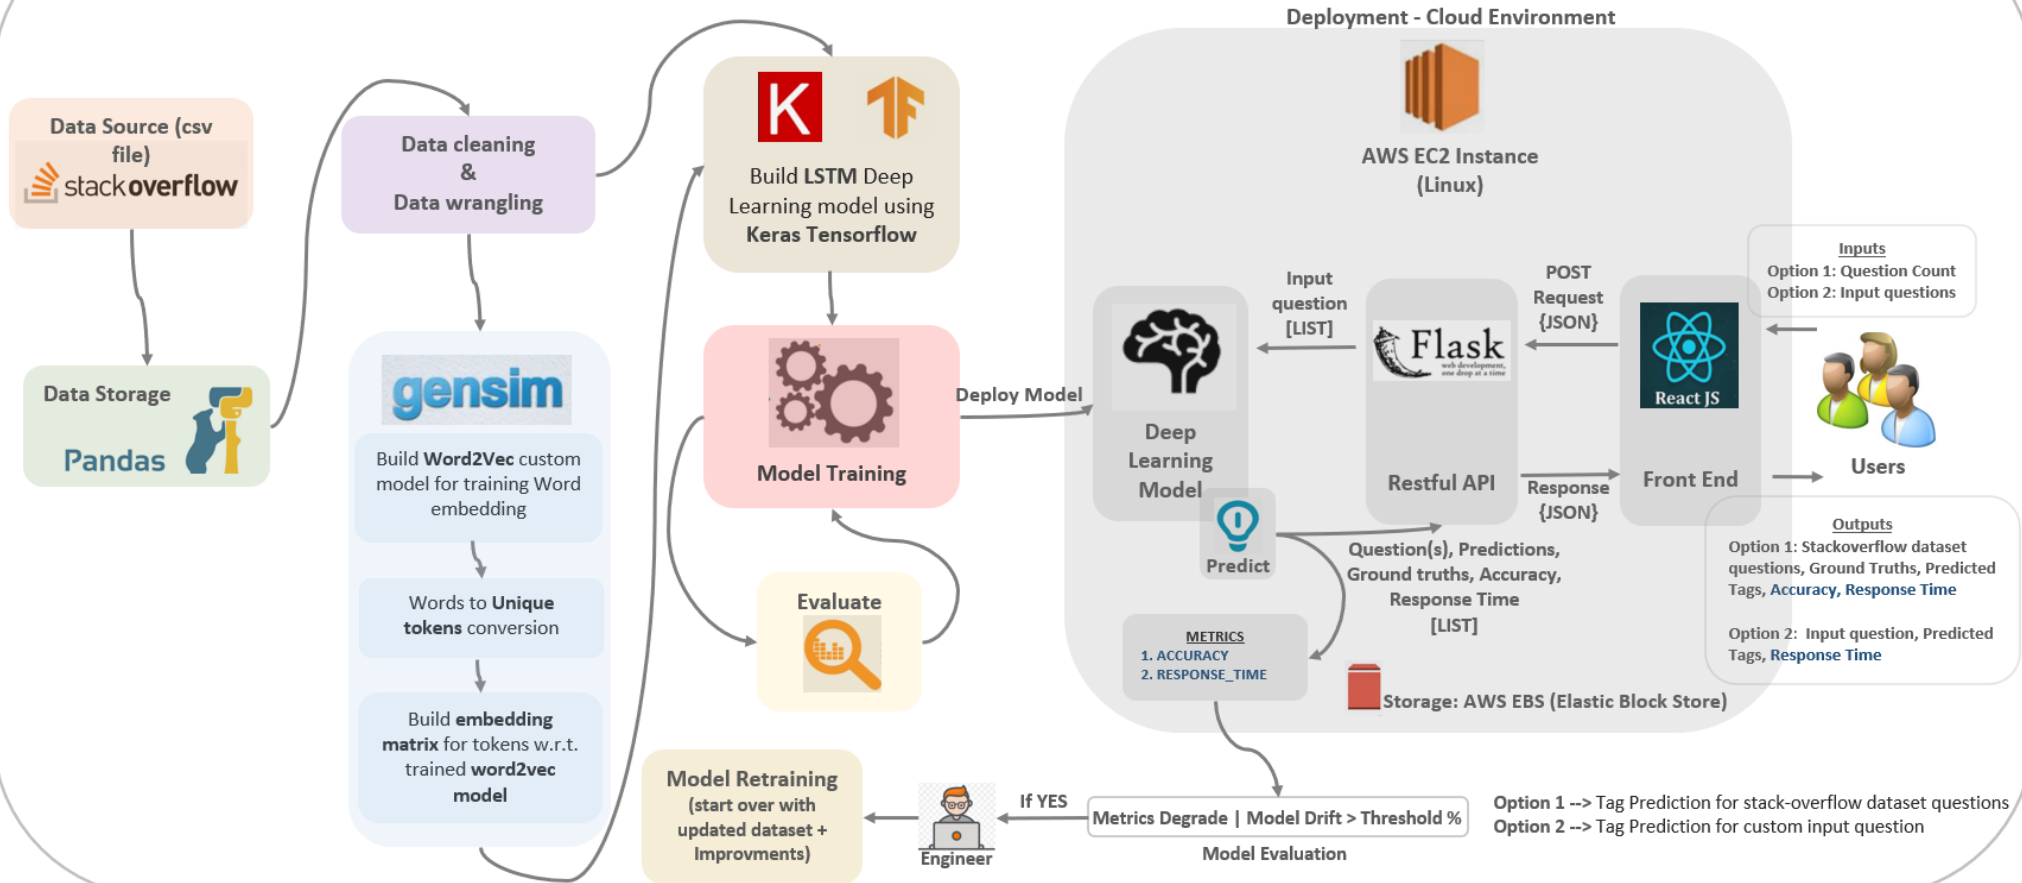 Deployment - Cloud Environment
Data Source (csv
file)
stackoverflow
Data Storage
Pandas
Data cleaning
&
Data wrangling
gensim
Build Word2Vec custom
model for training Word
embedding
Words to Unique
tokens conversion
Build embedding
matrix for tokens w.r.t.
trained word2vec
model
K
TF
Build LSTM Deep
Learning model using
Keras Tensorflow
Model Training
Evaluate
Deploy Model
AWS EC2 Instance
(Linux)
Deep
Learning
Model
Predict
Input
question
[LIST]
Flask
web development,
one drop at a time
Restful API
POST
Request
{JSON}
Response
{JSON}
React JS
Front End
Inputs
Option 1: Question Count
Option 2: Input questions
Users
Outputs
Option 1: Stackoverflow dataset
questions, Ground Truths, Predicted
Tags, Accuracy, Response Time
Option 2:  Input question, Predicted
Tags, Response Time
Question(s), Predictions,
Ground truths, Accuracy,
Response Time
[LIST]
METRICS
1. ACCURACY
2. RESPONSE_TIME
Storage: AWS EBS (Elastic Block Store)
Metrics Degrade | Model Drift > Threshold %
Model Evaluation
If YES
Engineer
Model Retraining
(start over with
updated dataset +
Improvments)
Option 1 --> Tag Prediction for stack-overflow dataset questions
Option 2 --> Tag Prediction for custom input question